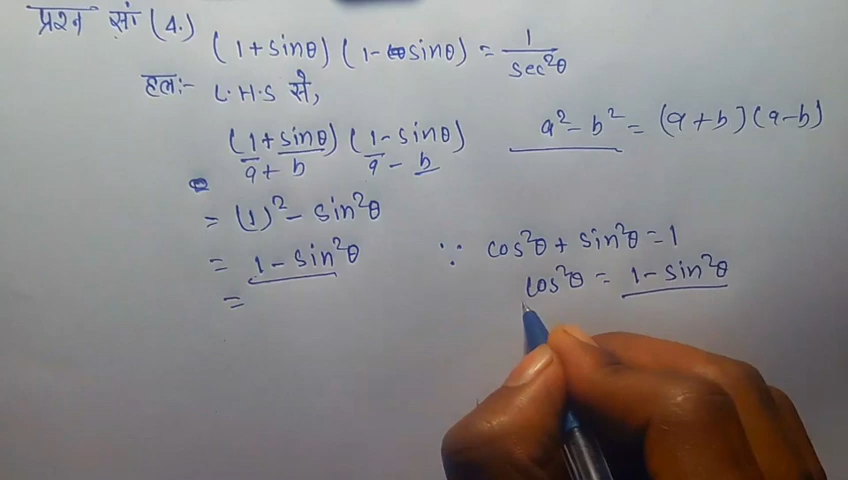 प्रश्न सां (4.)
(1+sinθ) (1-sinθ) = 1/sec²θ
हलः- L.H.S से,
(1+sinθ) (1-sinθ) a²-b² = (a+b)(a-b)
a+b a-b
= (1)² - sin²θ
= 1 - sin²θ ∵ cos²θ + sin²θ = 1
= cos²θ = 1 - sin²θ